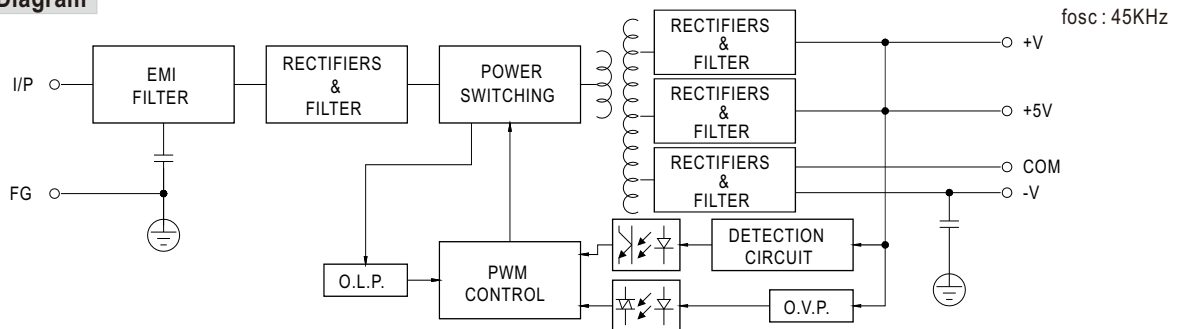 Diagram
fosc : 45KHz
I/P
EMI
FILTER
RECTIFIERS
&
FILTER
POWER
SWITCHING
RECTIFIERS
&
FILTER
+V
RECTIFIERS
&
FILTER
+5V
RECTIFIERS
&
FILTER
COM
-V
FG
O.L.P.
PWM
CONTROL
DETECTION
CIRCUIT
O.V.P.